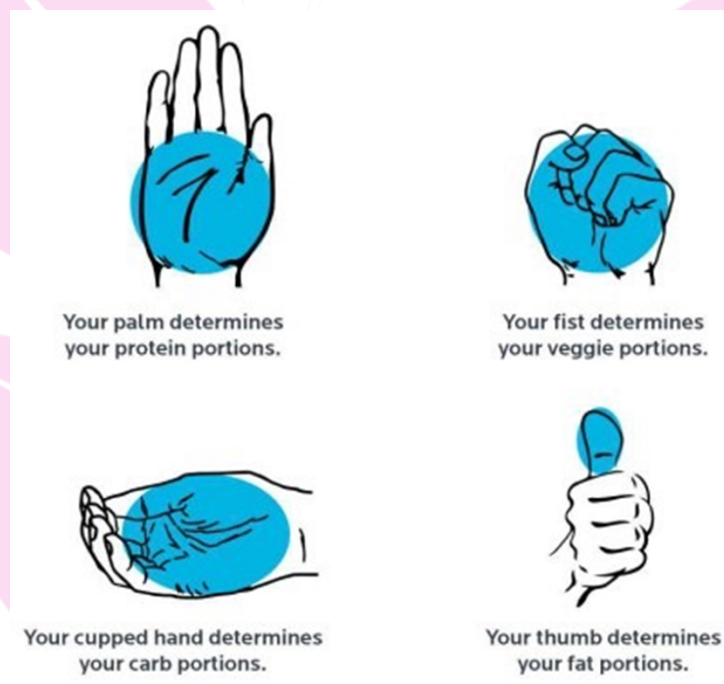 Your palm determines
your protein portions.
Your fist determines
your veggie portions.
Your cupped hand determines
your carb portions.
Your thumb determines
your fat portions.